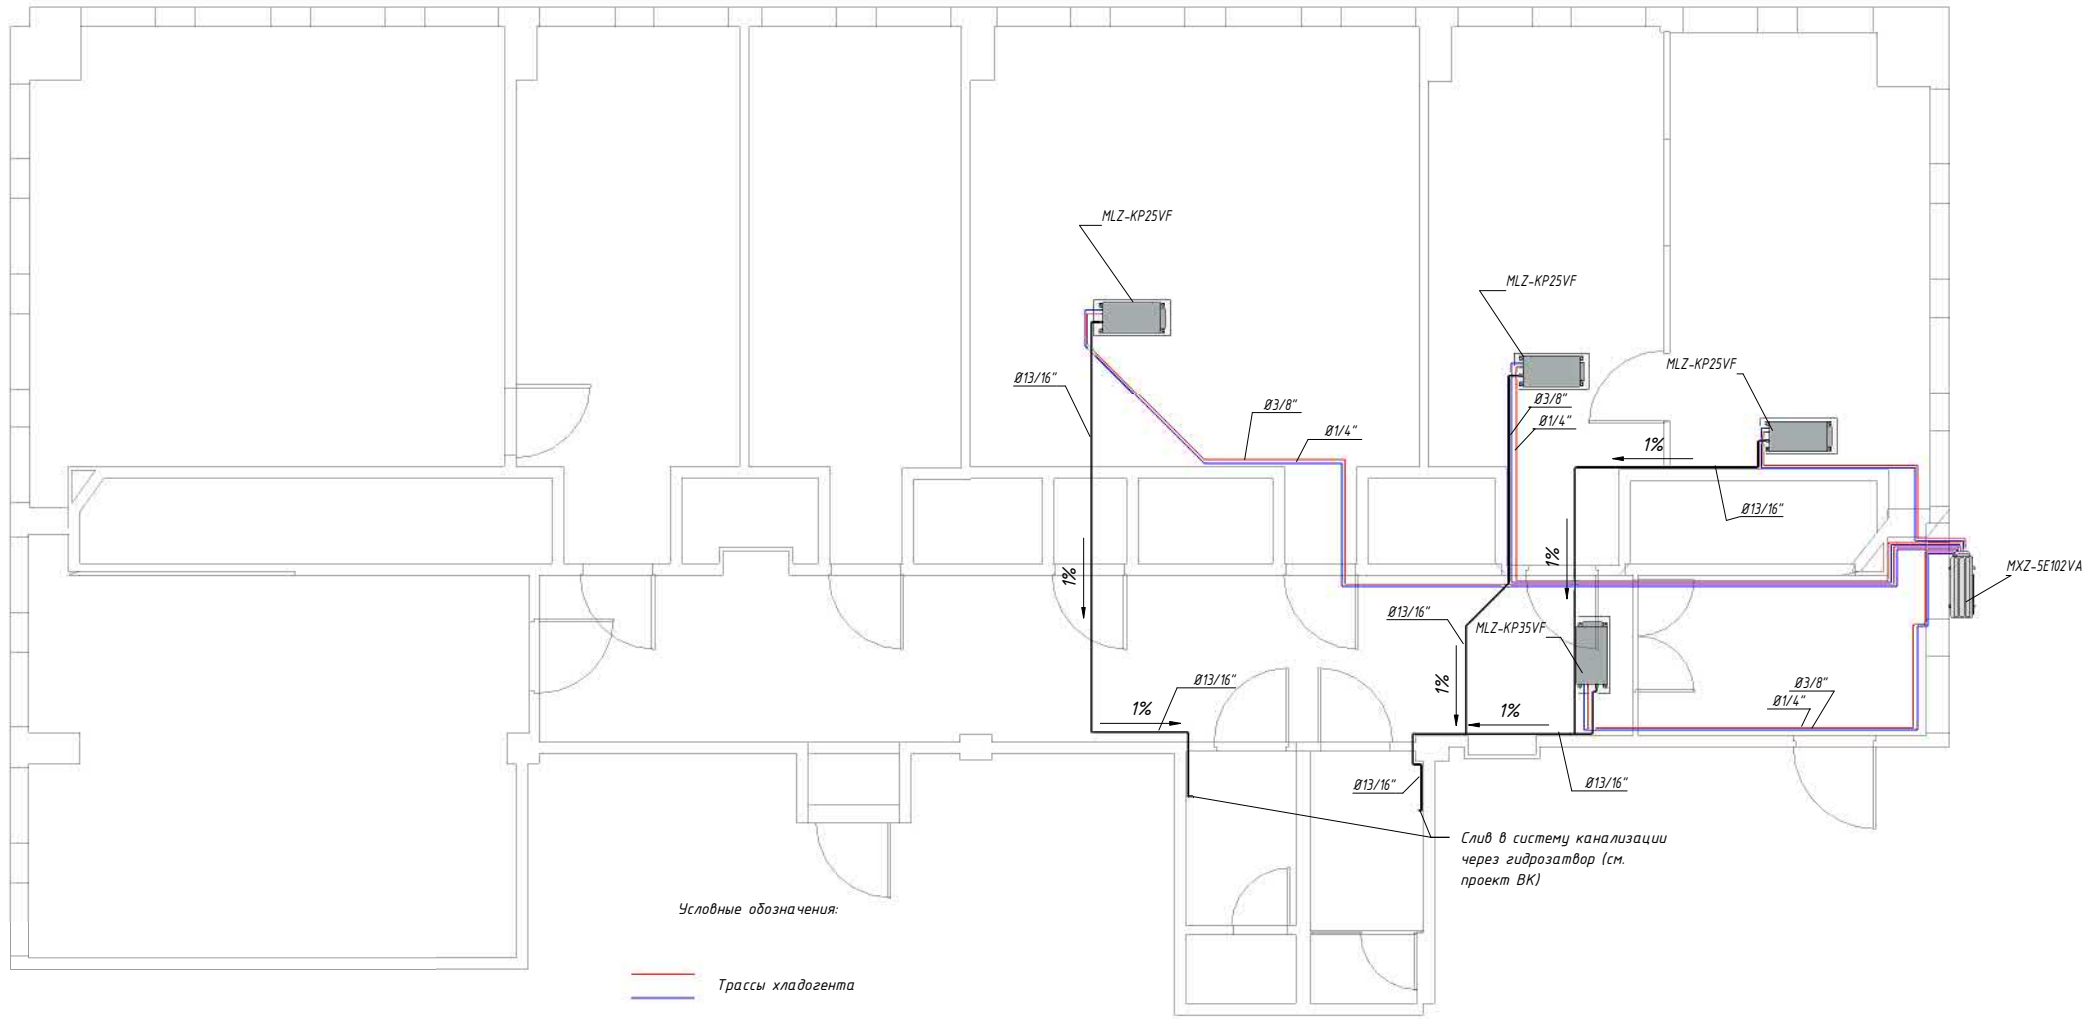 MLZ-KP25VF
MLZ-KP25VF
MLZ-KP25VF
Ø13/16"
Ø3/8"
Ø1/4"
Ø3/8"
Ø1/4"
1%
Ø13/16"
1%
1%
MXZ-5E102VA
Ø13/16"
MLZ-KP35VF
1%
Ø13/16"
1%
1%
Ø3/8"
Ø1/4"
Ø13/16"
Ø13/16"
Слив в систему канализации
через гидрозатвор (см.
проект ВК)
Условные обозначения:
Трассы хладогента